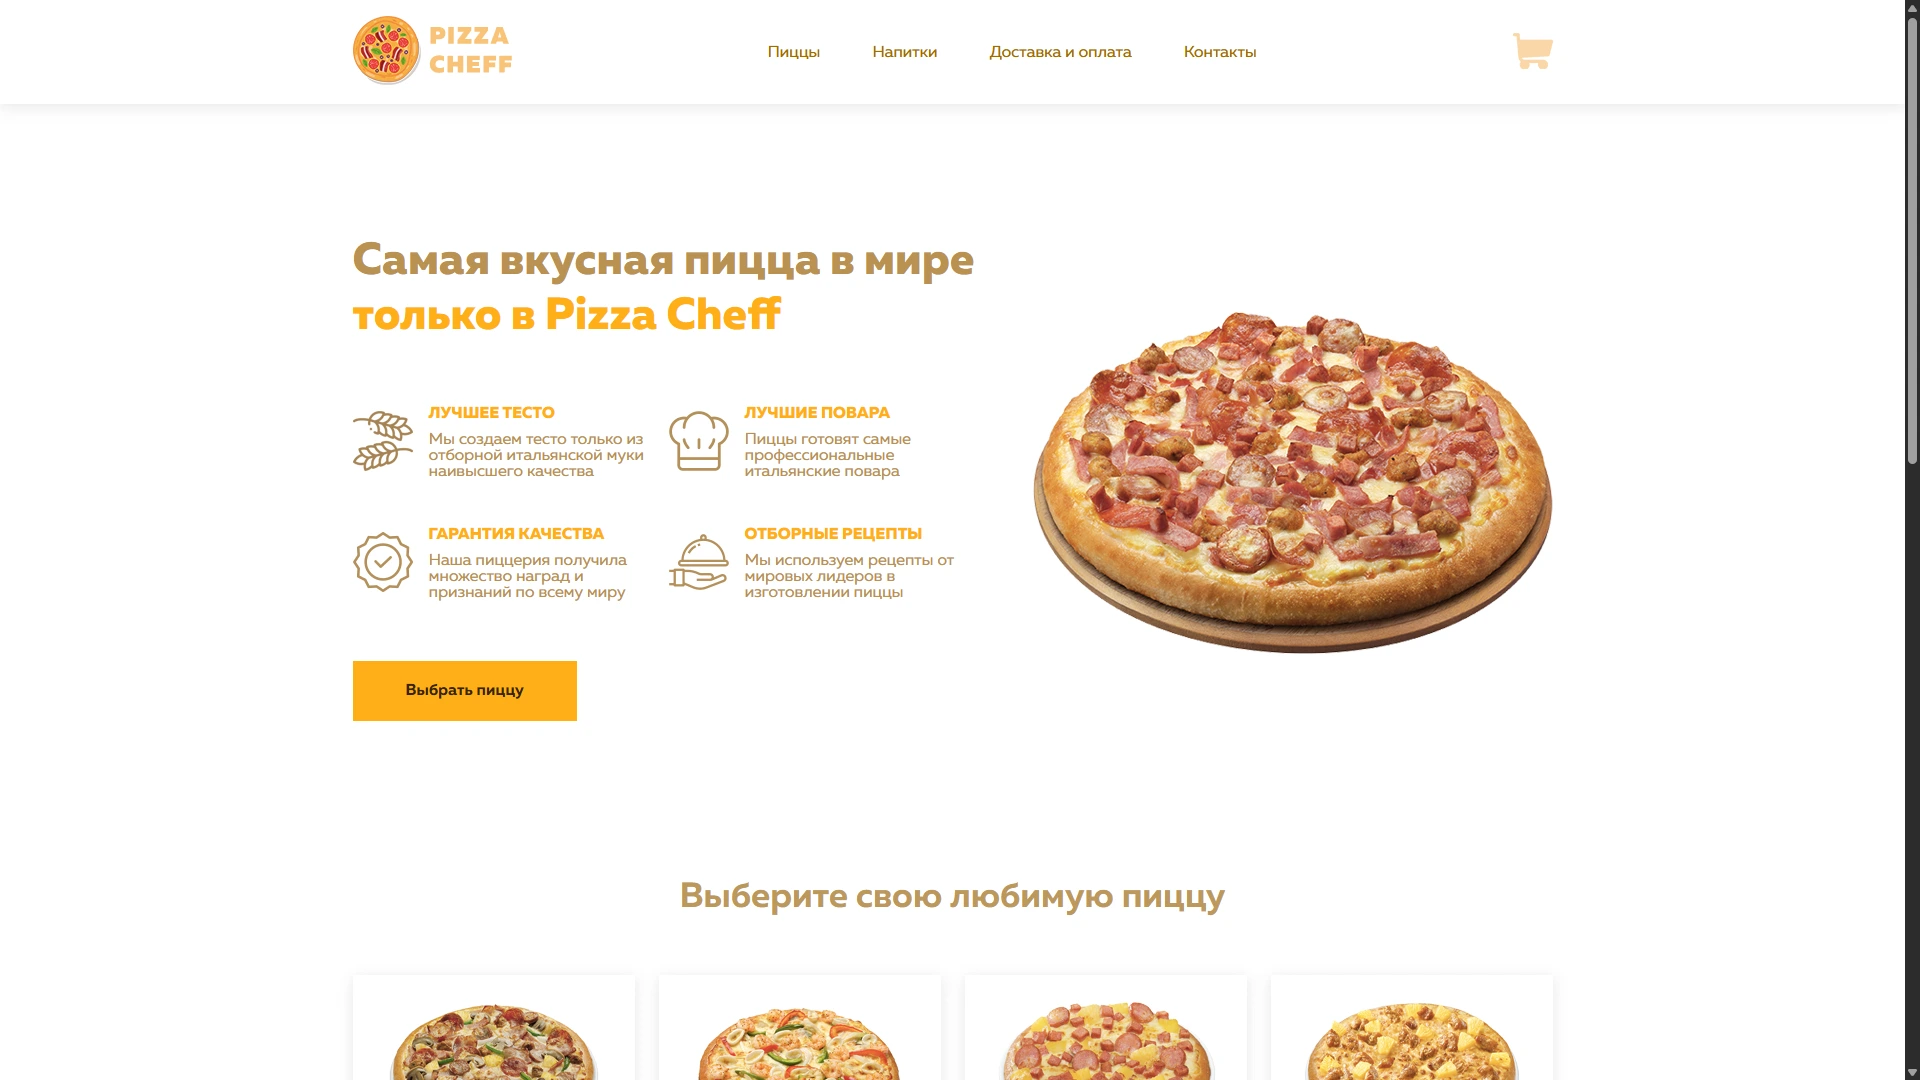 PIZZA
CHEFF
Пиццы
Напитки
Доставка и оплата
Контакты
Самая вкусная пицца в мире
только в Pizza Cheff
ЛУЧШЕЕ ТЕСТО
Мы создаем тесто только из
отборной итальянской муки
наивысшего качества
ЛУЧШИЕ ПОВАРА
Пиццы готовят самые
профессиональные
итальянские повара
ГАРАНТИЯ КАЧЕСТВА
Наша пиццерия получила
множество наград и
признаний по всему миру
ОТБОРНЫЕ РЕЦЕПТЫ
Мы используем рецепты от
мировых лидеров в
изготовлении пиццы
Выбрать пиццу
Выберите свою любимую пиццу